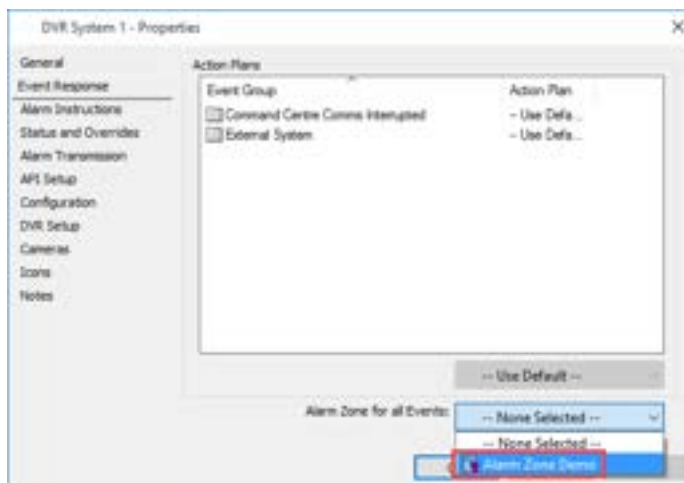 DVR System 1 - Properties
General
Event Response
Alarm Instructions
Status and Overrides
Alarm Transmission
API Setup
Configuration
DVR Setup
Cameras
Icons
Notes
Action Plans
Event Group Action Plan
Command Centre Comms Interrupted -- Use Defa...
External System -- Use Defa...
-- Use Default --
Alarm Zone for all Events: -- None Selected --
-- None Selected --
Alarm Zone Demo